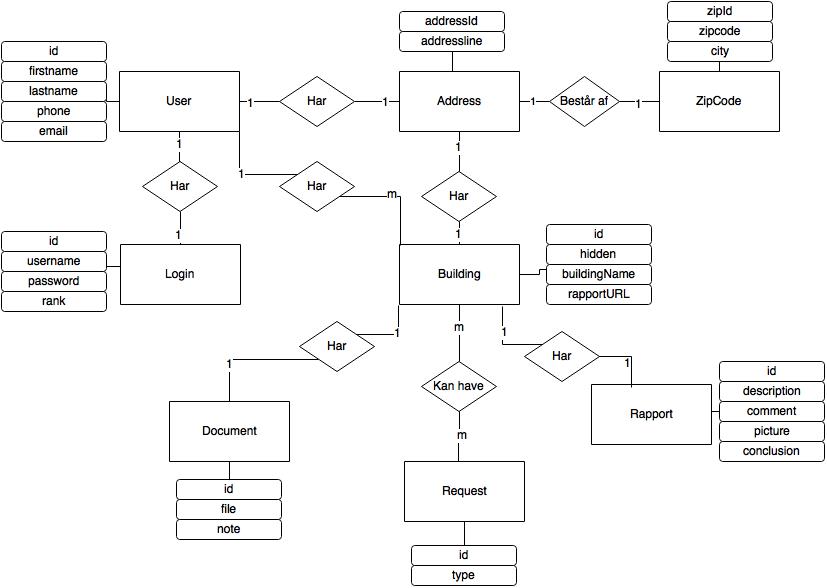 addressId
addressline
zipId
zipcode
city
id
firstname
lastname
phone
email
User
1
Har
1
Address
1
Består af
1
ZipCode
1
1
Har
m
1
Har
Har
1
1
id
username
password
rank
Login
Building
id
hidden
buildingName
rapportURL
1
Har
1
m
1
Har
1
Kan have
m
Document
id
file
note
Request
id
type
Rapport
id
description
comment
picture
conclusion